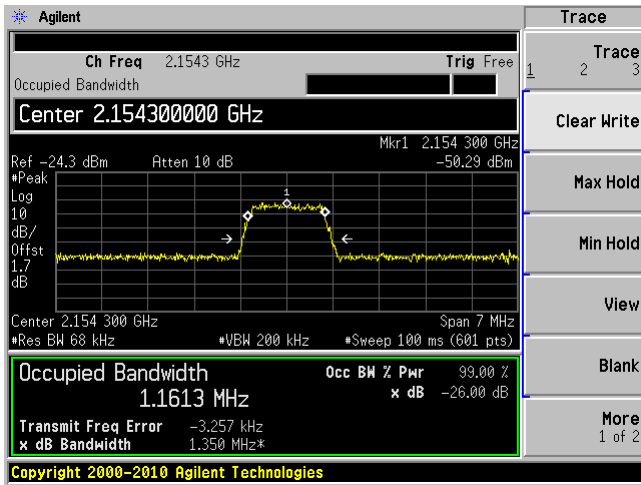 Agilent
Trace
Ch Freq 2.1543 GHz Trig Free
Occupied Bandwidth
Center 2.154300000 GHz
Mkr1 2.154 300 GHz
Ref -24.3 dBm Atten 10 dB -50.29 dBm
#Peak
Log
10
dB/
Offst
1.7
dB
1
Center 2.154 300 GHz Span 7 MHz
#Res BW 68 kHz #VBW 200 kHz #Sweep 100 ms (601 pts)
Occupied Bandwidth Occ BW % Pwr 99.00 %
1.1613 MHz x dB -26.00 dB
Transmit Freq Error -3.257 kHz
x dB Bandwidth 1.350 MHz*
Copyright 2000-2010 Agilent Technologies
Trace
1 2 3
Clear Write
Max Hold
Min Hold
View
Blank
More
1 of 2